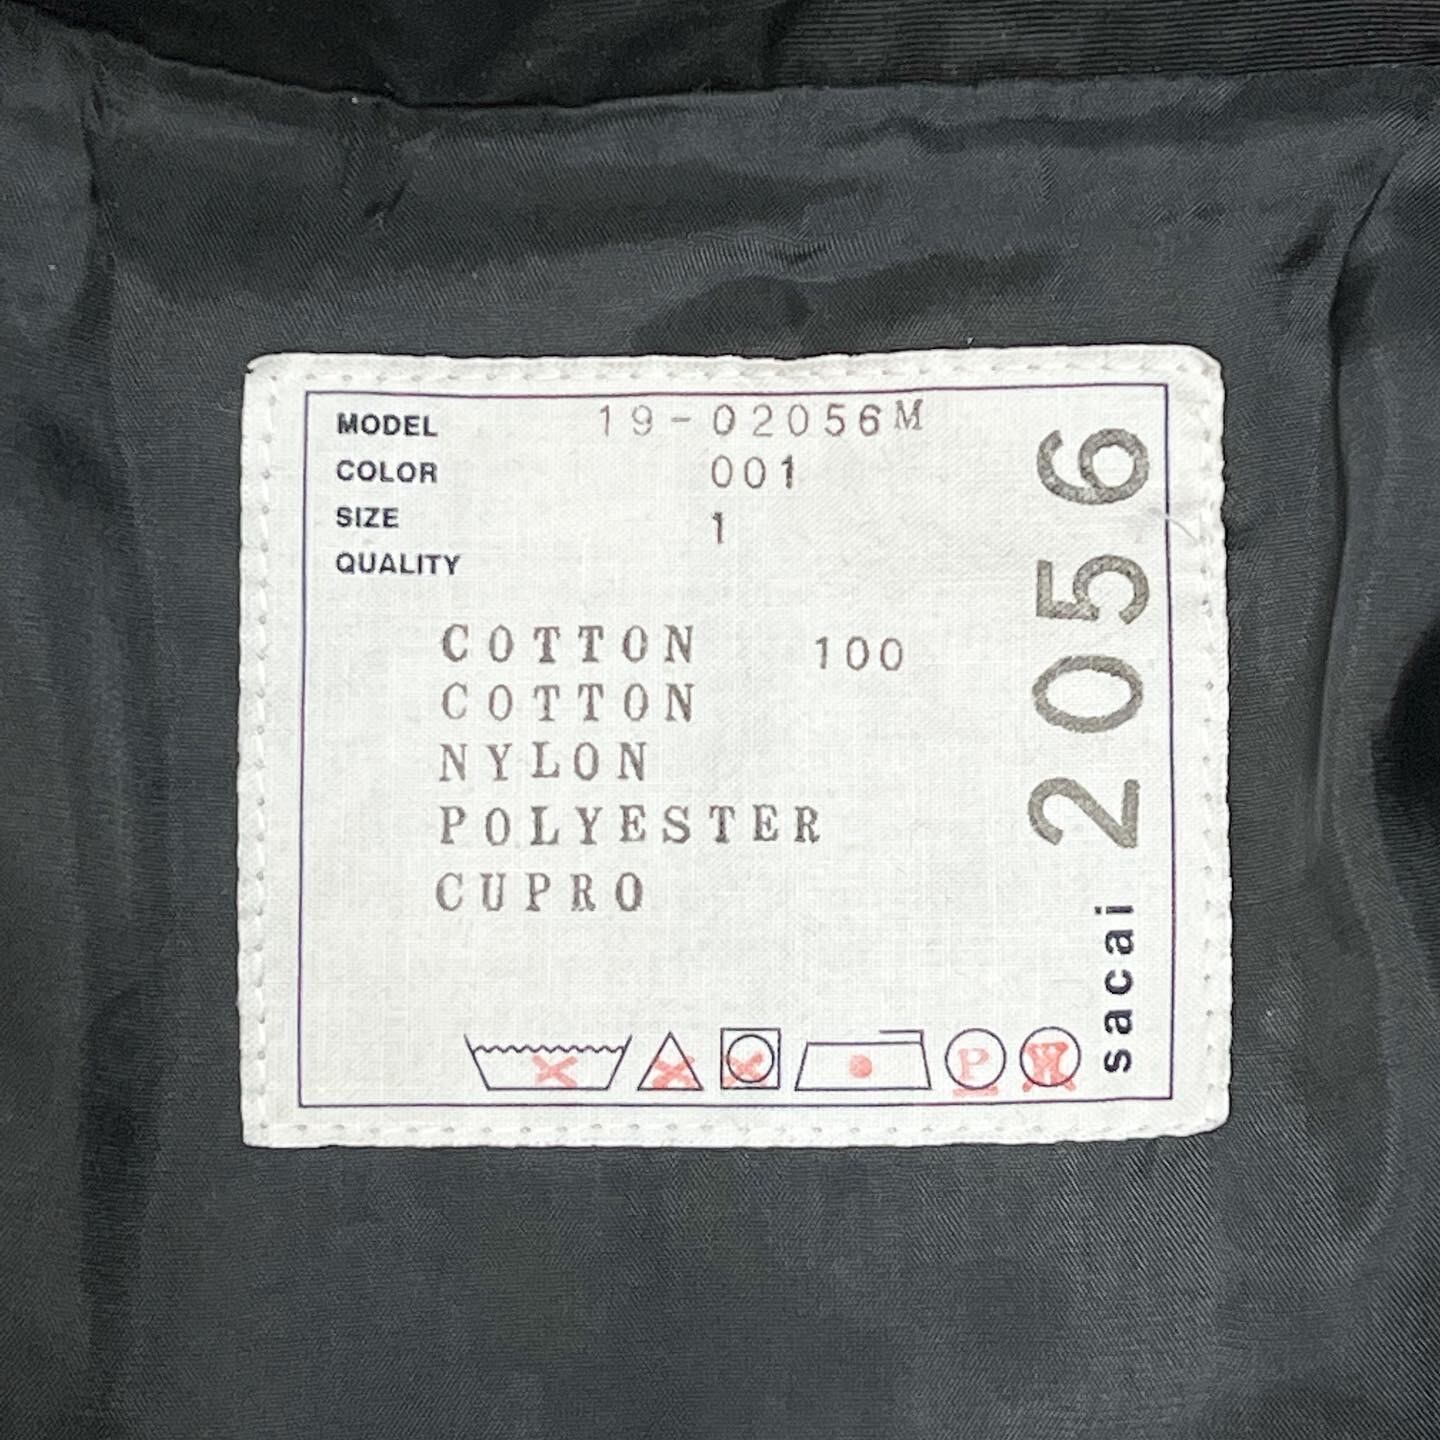 MODEL 19-02056M
COLOR 001
SIZE 1
QUALITY
COTTON 100
COTTON
NYLON
POLYESTER
CUPRO
P
W
sacai 2056